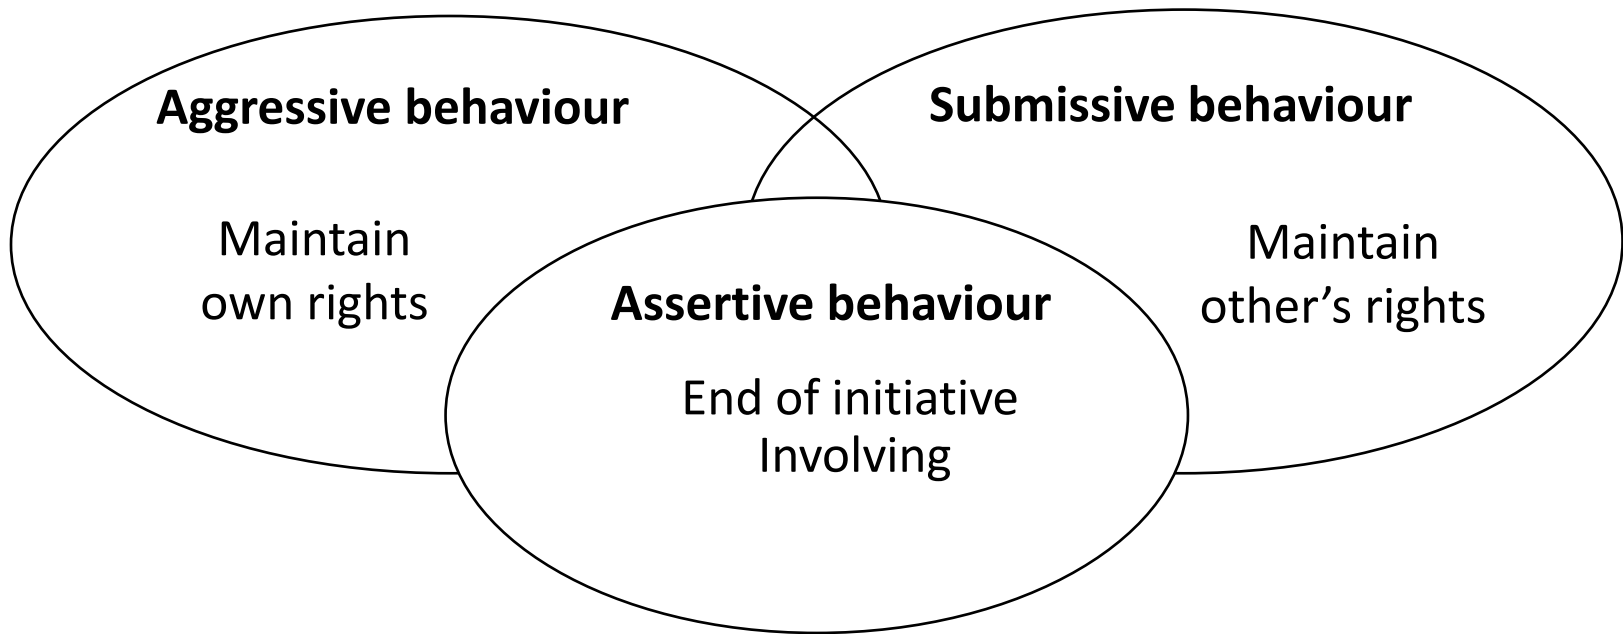 Aggressive behaviour
Maintain
own rights
Submissive behaviour
Maintain
other’s rights
Assertive behaviour
End of initiative
Involving